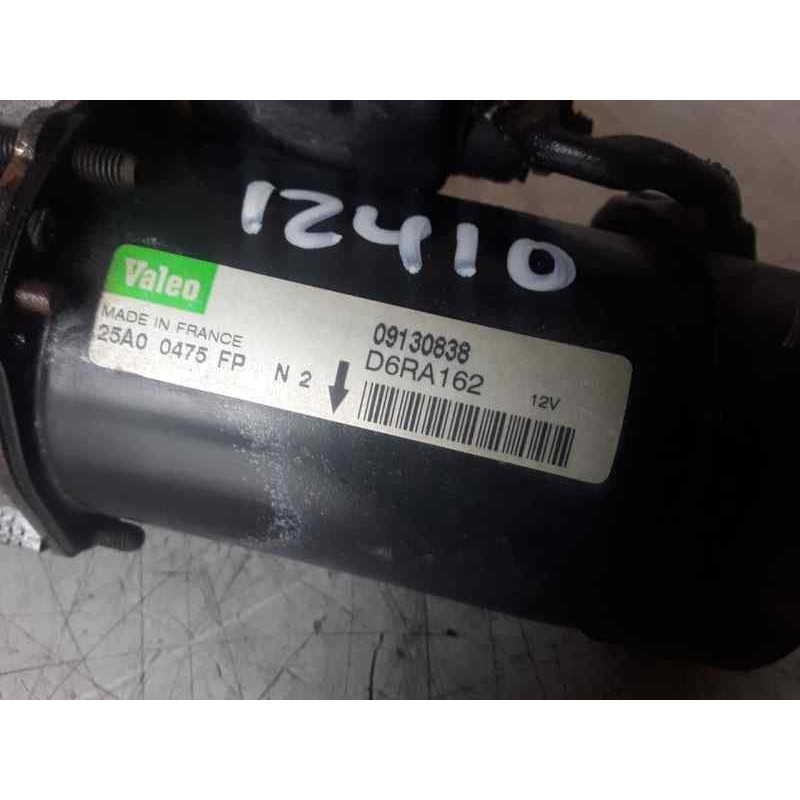 12410
Valeo
MADE IN FRANCE
25A0 0475 FP N 2
09130838
D6RA162
12V